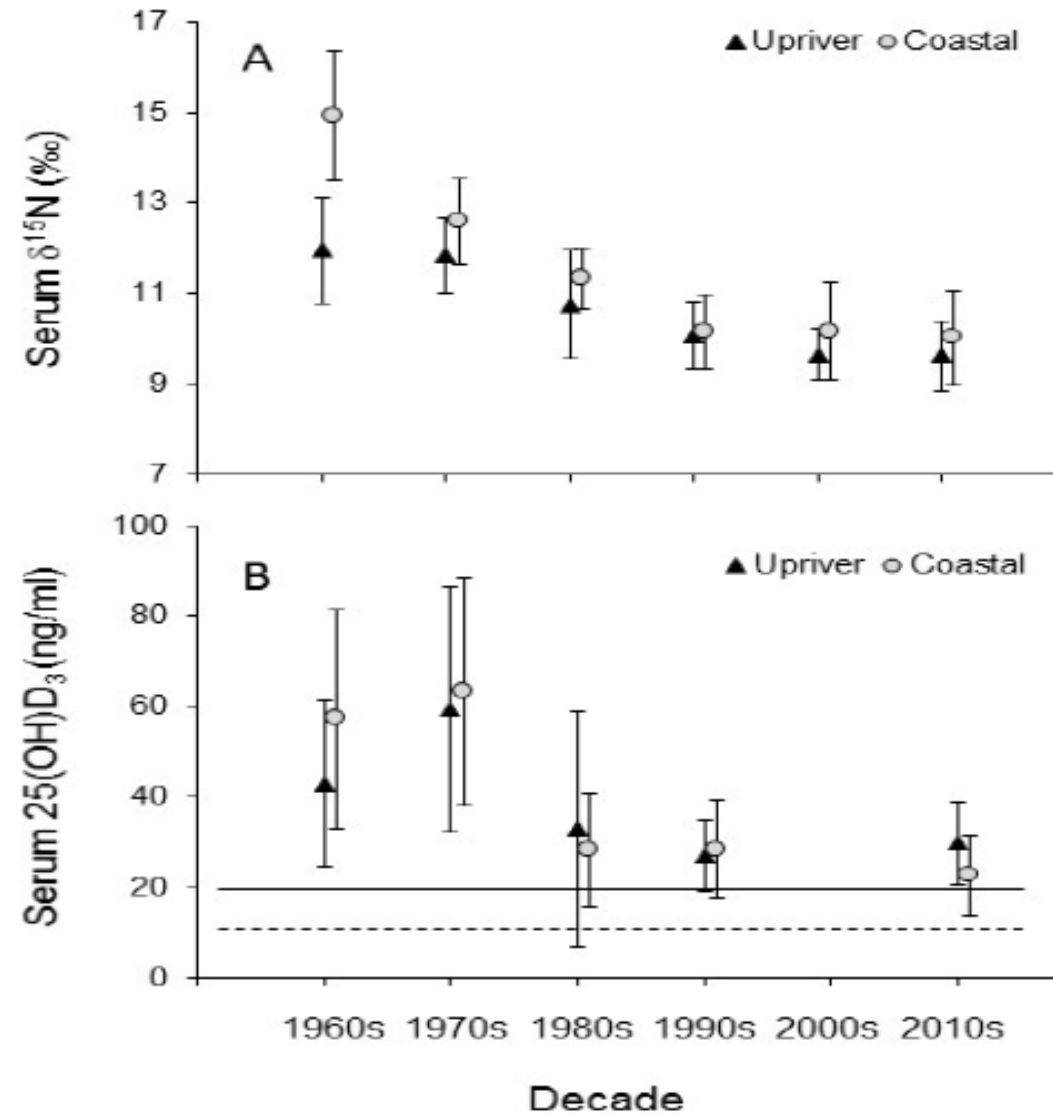 17
A
▲Upriver ○Coastal
15
13
11
9
7
Serum δ¹⁵N (‰)
100
B
▲Upriver ○Coastal
80
60
40
20
0
Serum 25(OH)D₃(ng/ml)
1960s 1970s 1980s 1990s 2000s 2010s
Decade